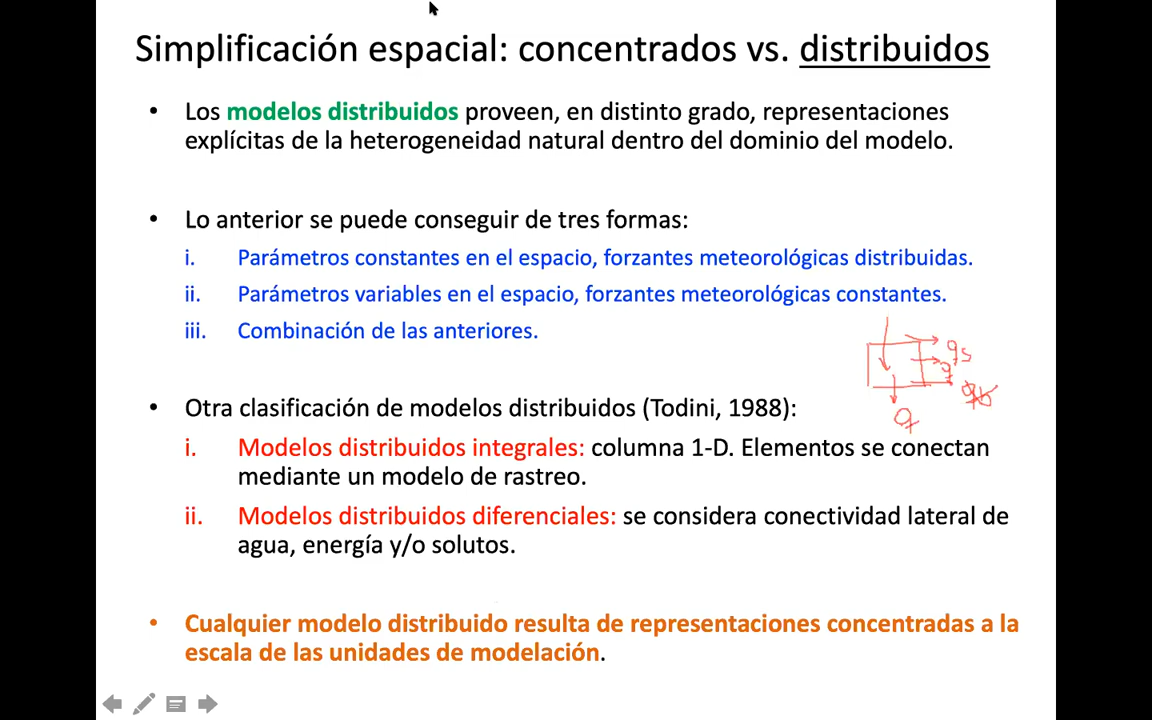 Simplificación espacial: concentrados vs. distribuidos
• Los modelos distribuidos proveen, en distinto grado, representaciones
explícitas de la heterogeneidad natural dentro del dominio del modelo.
• Lo anterior se puede conseguir de tres formas:
i. Parámetros constantes en el espacio, forzantes meteorológicas distribuidas.
ii. Parámetros variables en el espacio, forzantes meteorológicas constantes.
iii. Combinación de las anteriores.
qs
• Otra clasificación de modelos distribuidos (Todini, 1988):
i. Modelos distribuidos integrales: columna 1-D. Elementos se conectan
mediante un modelo de rastreo.
ii. Modelos distribuidos diferenciales: se considera conectividad lateral de
agua, energía y/o solutos.
• Cualquier modelo distribuido resulta de representaciones concentradas a la
escala de las unidades de modelación.